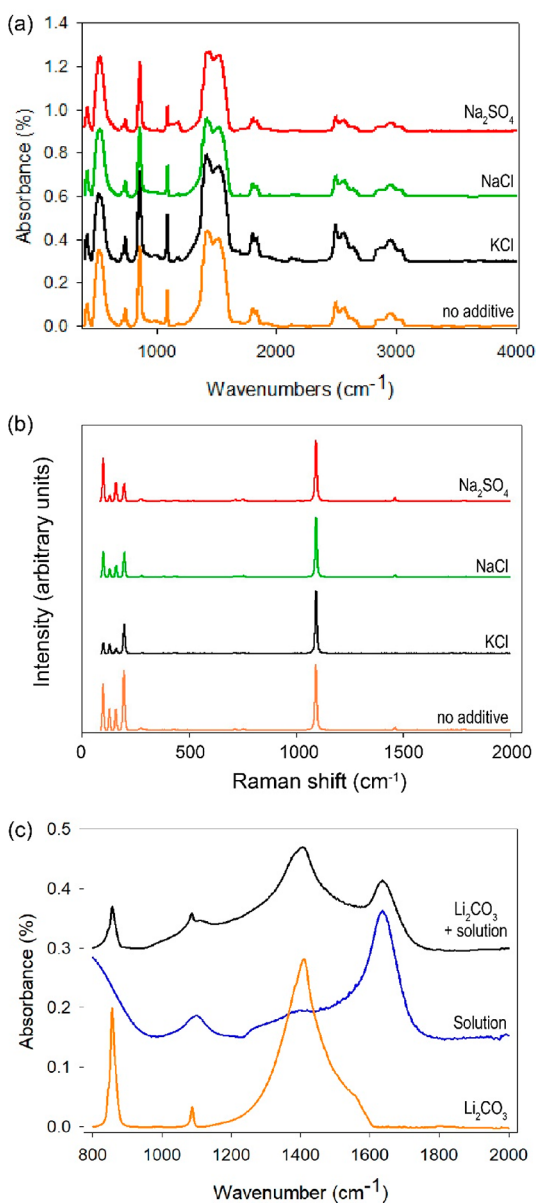 (a)
1.4
1.2
1.0
0.8
0.6
0.4
0.2
0.0
Absorbance (%)
Na₂SO₄
NaCl
KCl
no additive
1000 2000 3000 4000
Wavenumbers (cm⁻¹)
(b)
Intensity (arbitrary units)
Na₂SO₄
NaCl
KCl
no additive
0 500 1000 1500 2000
Raman shift (cm⁻¹)
(c)
0.5
0.4
0.3
0.2
0.1
0.0
Absorbance (%)
Li₂CO₃
+ solution
Solution
Li₂CO₃
800 1000 1200 1400 1600 1800 2000
Wavenumber (cm⁻¹)